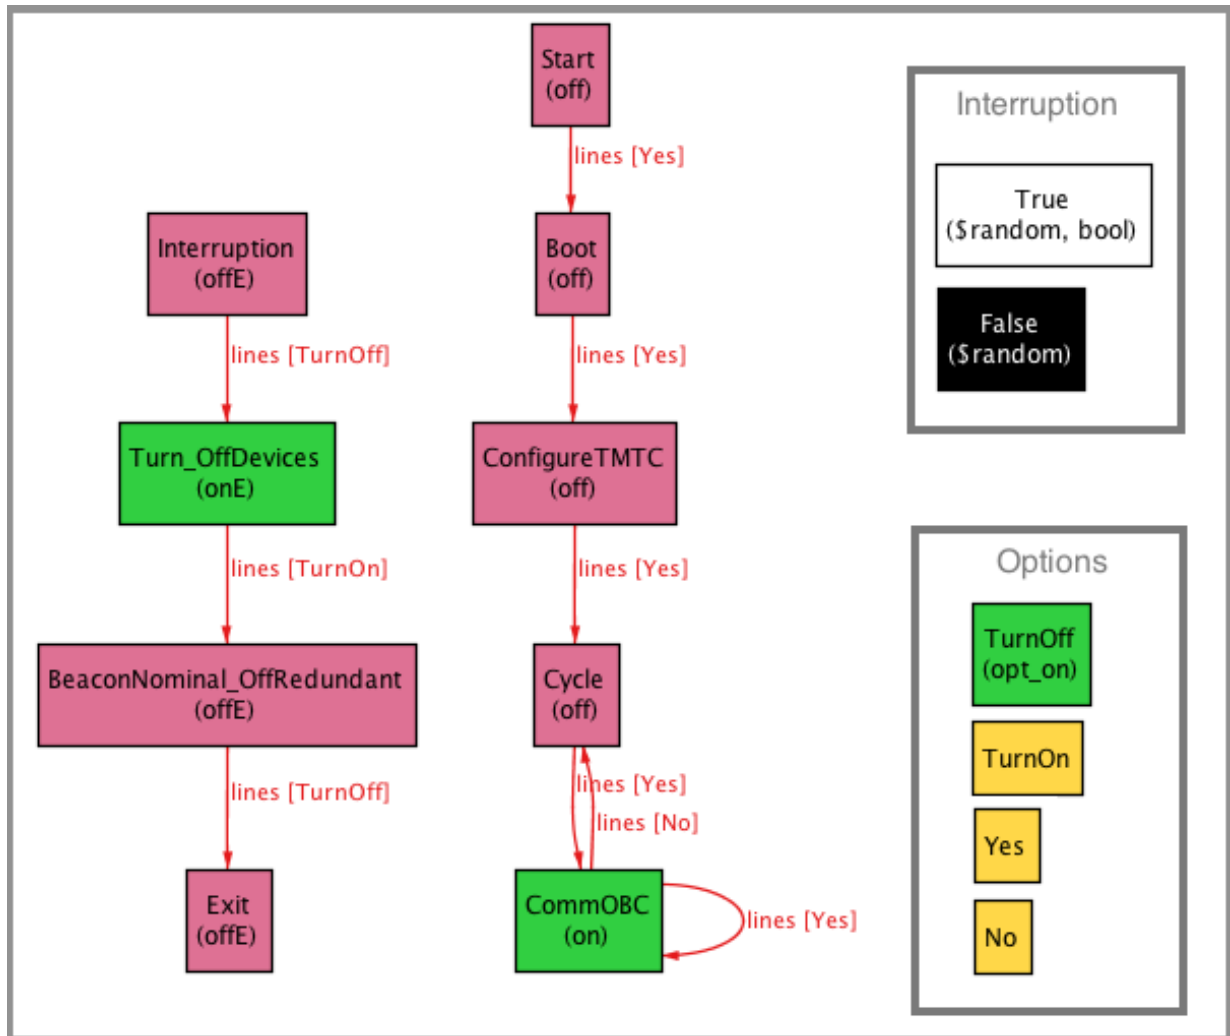 Start
(off)
lines [Yes]
Interruption
(offE)
Boot
(off)
lines [TurnOff]
lines [Yes]
Turn_OffDevices
(onE)
ConfigureTMTC
(off)
lines [TurnOn]
lines [Yes]
BeaconNominal_OffRedundant
(offE)
Cycle
(off)
lines [TurnOff]
lines [Yes]
lines [No]
Exit
(offE)
CommOBC
(on)
lines [Yes]
Interruption
True
($random, bool)
False
($random)
Options
TurnOff
(opt_on)
TurnOn
Yes
No